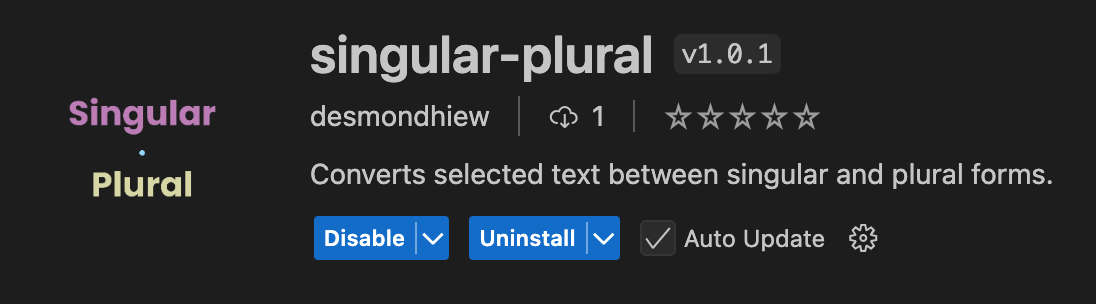 Singular
Plural
singular-plural v1.0.1
desmondhiew 1
Converts selected text between singular and plural forms.
Disable Uninstall Auto Update